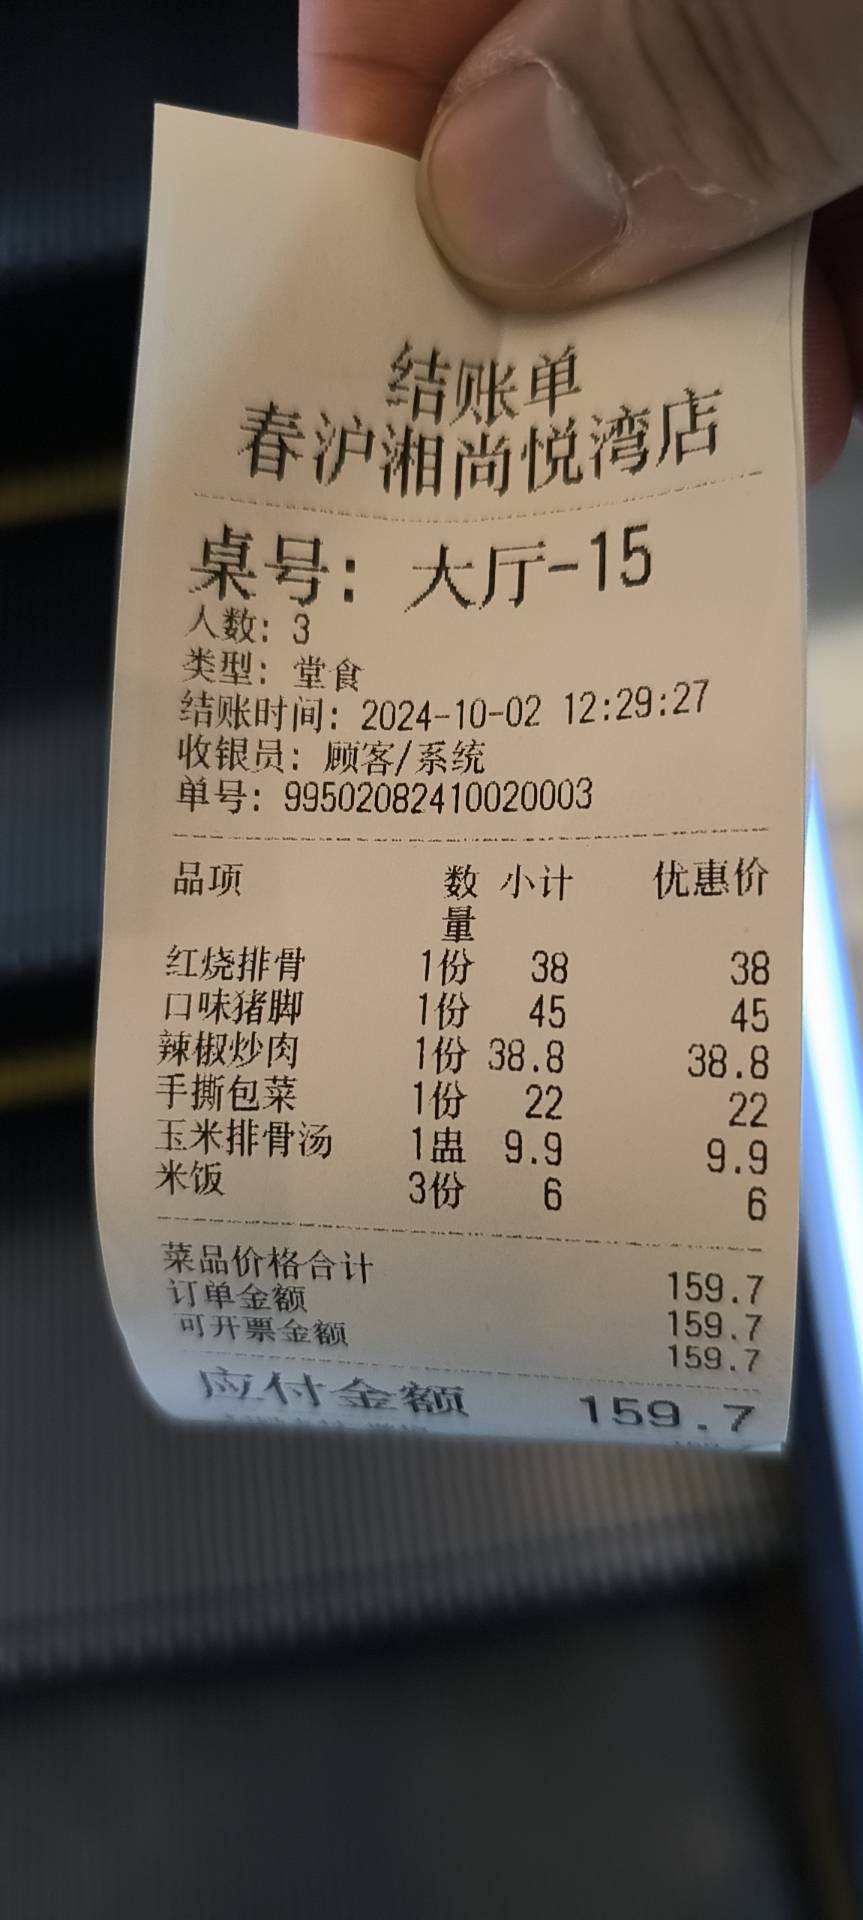 结账单
春沪湘尚悦湾店
桌号: 大厅-15
人数: 3
类型: 堂食
结账时间: 2024-10-02 12:29:27
收银员: 顾客/系统
单号: 99502082410020003
品项 数量 小计 优惠价
红烧排骨 1份 38 38
口味猪脚 1份 45 45
辣椒炒肉 1份 38.8 38.8
手撕包菜 1份 22 22
玉米排骨汤 1盅 9.9 9.9
米饭 3份 6 6
菜品价格合计 159.7
订单金额 159.7
可开票金额 159.7
应付金额 159.7